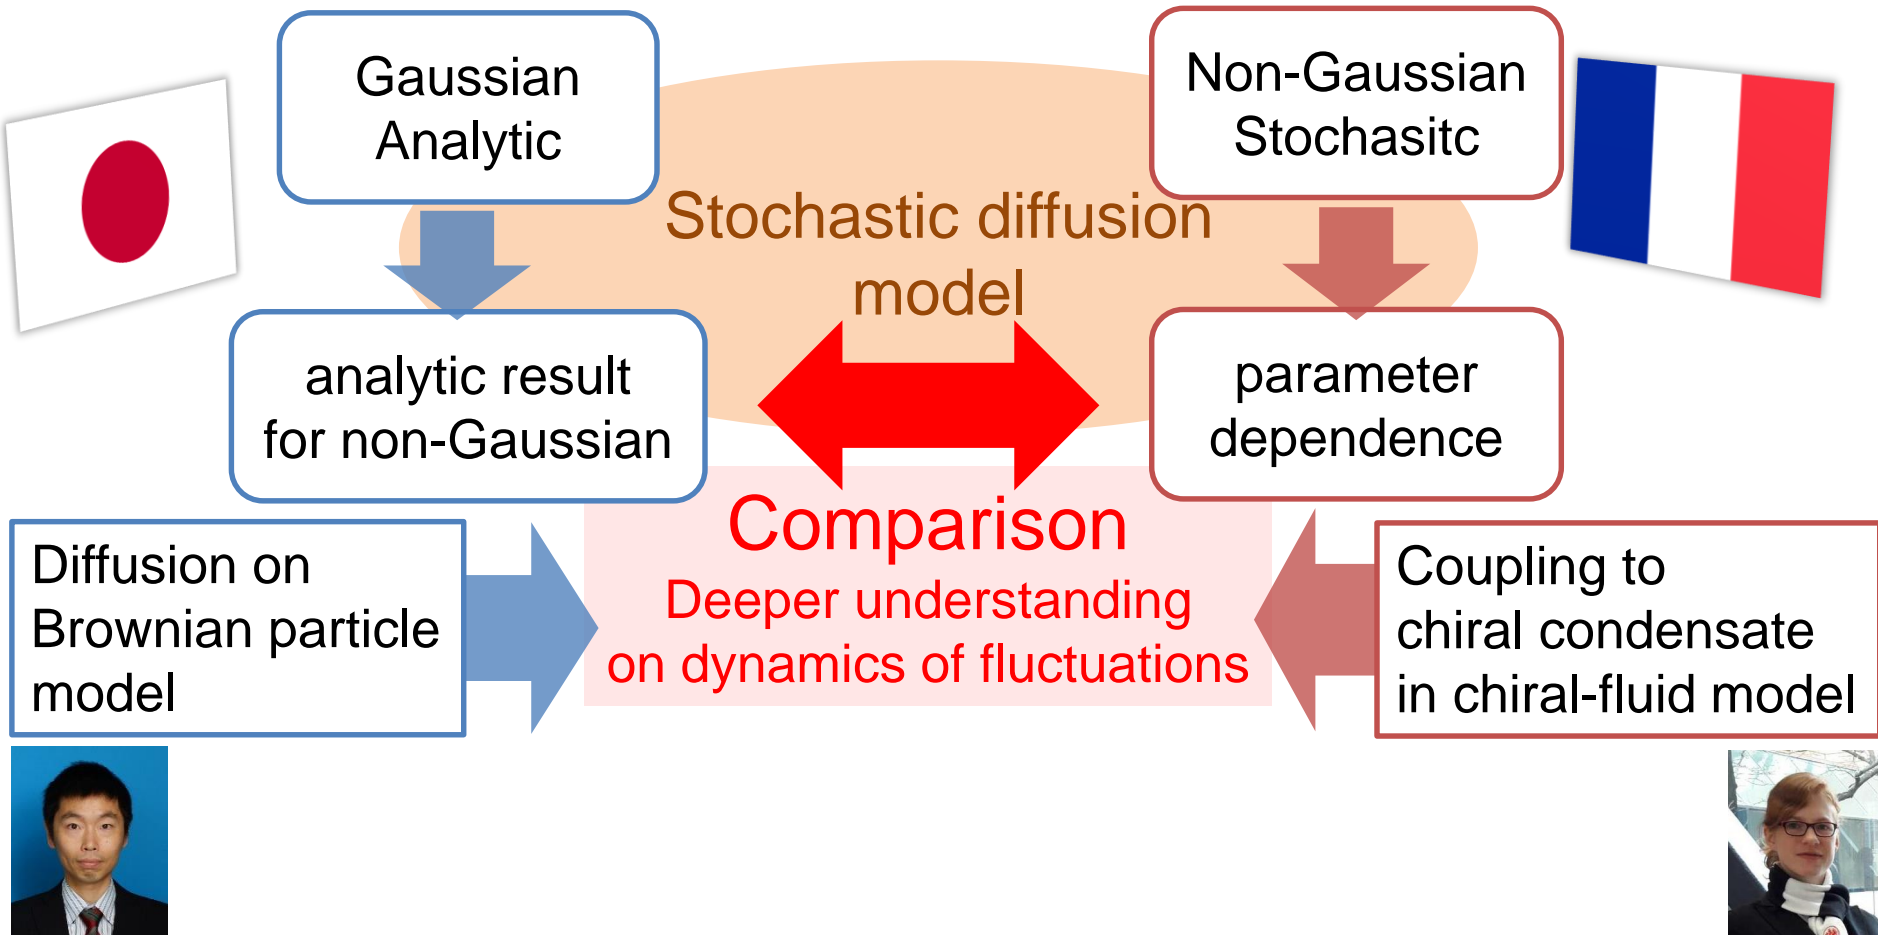 Gaussian
Analytic
Non-Gaussian
Stochasitc
Stochastic diffusion
model
analytic result
for non-Gaussian
parameter
dependence
Comparison
Deeper understanding
on dynamics of fluctuations
Diffusion on
Brownian particle
model
Coupling to
chiral condensate
in chiral-fluid model